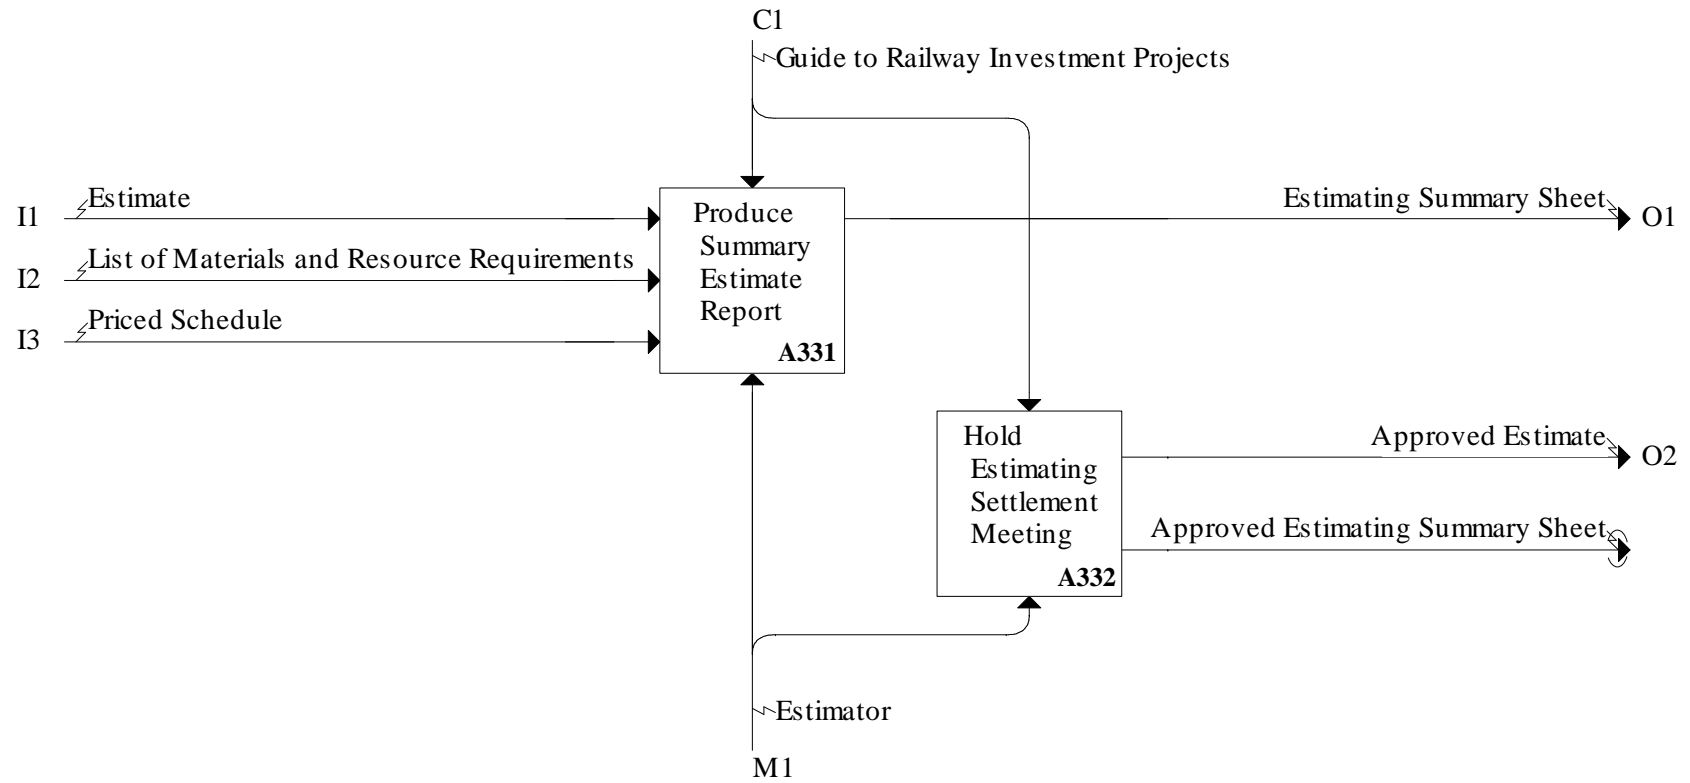 C1
Guide to Railway Investment Projects
Estimate
I1
List of Materials and Resource Requirements
I2
Priced Schedule
I3
Produce
Summary
Estimate
Report
A331
Estimating Summary Sheet
O1
Hold
Estimating
Settlement
Meeting
A332
Approved Estimate
O2
Approved Estimating Summary Sheet
Estimator
M1